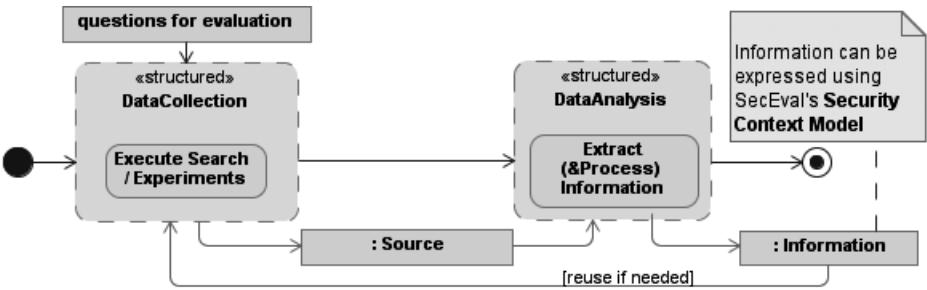 questions for evaluation
«structured»
DataCollection
Execute Search
/ Experiments
«structured»
DataAnalysis
Extract
(&Process)
Information
Information can be
expressed using
SecEval's Security
Context Model
: Source
: Information
[reuse if needed]